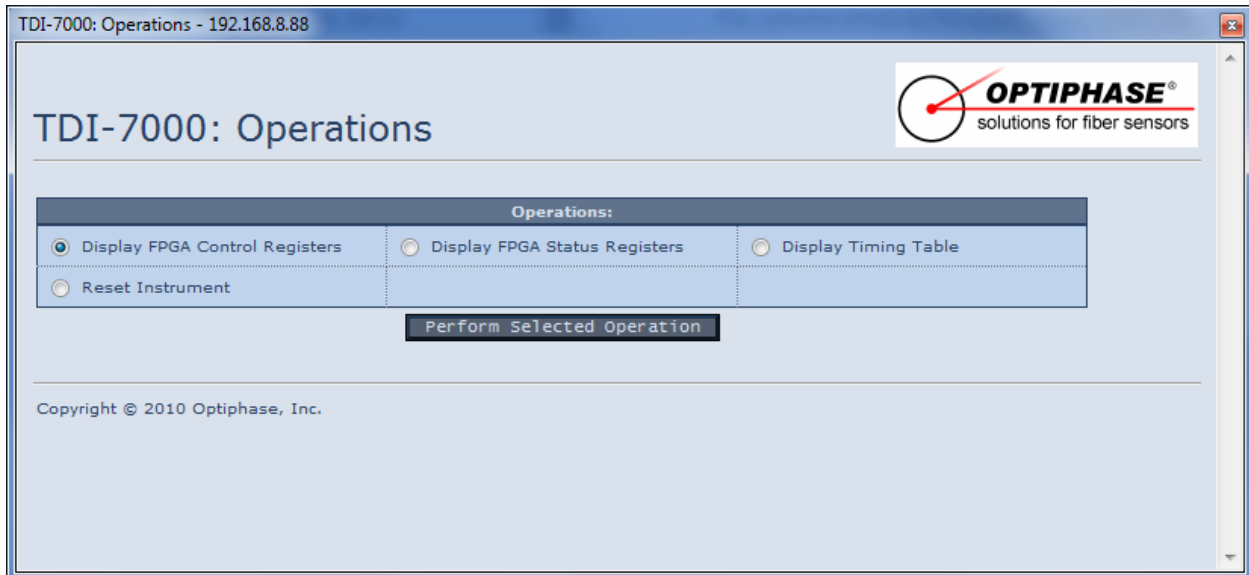 TDI-7000: Operations - 192.168.8.88
OPTIPHASE®
solutions for fiber sensors
TDI-7000: Operations
Operations:
Display FPGA Control Registers Display FPGA Status Registers Display Timing Table
Reset Instrument
Perform Selected Operation
Copyright © 2010 Optiphase, Inc.